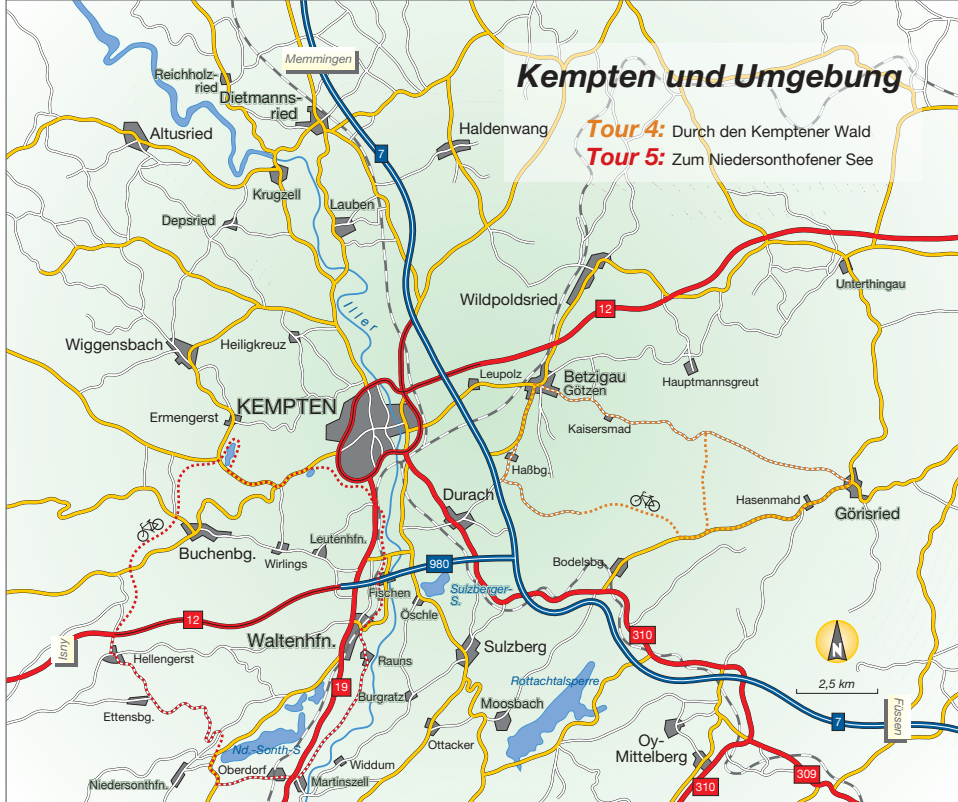 Kempten und Umgebung
Tour 4: Durch den Kemptener Wald
Tour 5: Zum Niedersonthofener See
Memmingen
Reichholz-
ried
Dietmanns-
ried
Altusried
Haldenwang
7
Krugzell
Lauben
Depsried
Unterthingau
Iller
Wildpoldsried
12
Wiggensbach
Heiligkreuz
Leupolz
Betzigau
Götzen
Hauptmannsgreut
KEMPTEN
Ermengerst
Kaisersmad
Haßbg.
Durach
Hasenmahd
Görisried
Buchenbg.
Leutenhfn.
Wirlings
980
Bodelsbg.
Fischen
Sulzberger-
S.
Öschle
12
Isny
Waltenhfn.
Sulzberg
310
Hellengerst
Rauns
2,5 km
N
Rottachtalsperre
19
Burgratz
Ettensbg.
Moosbach
Füssen
7
Ottacker
Oy-
Mittelberg
Nd.-Sonth-S
Widdum
Oberdorf
Niedersonthfn.
Martinszell
309
310